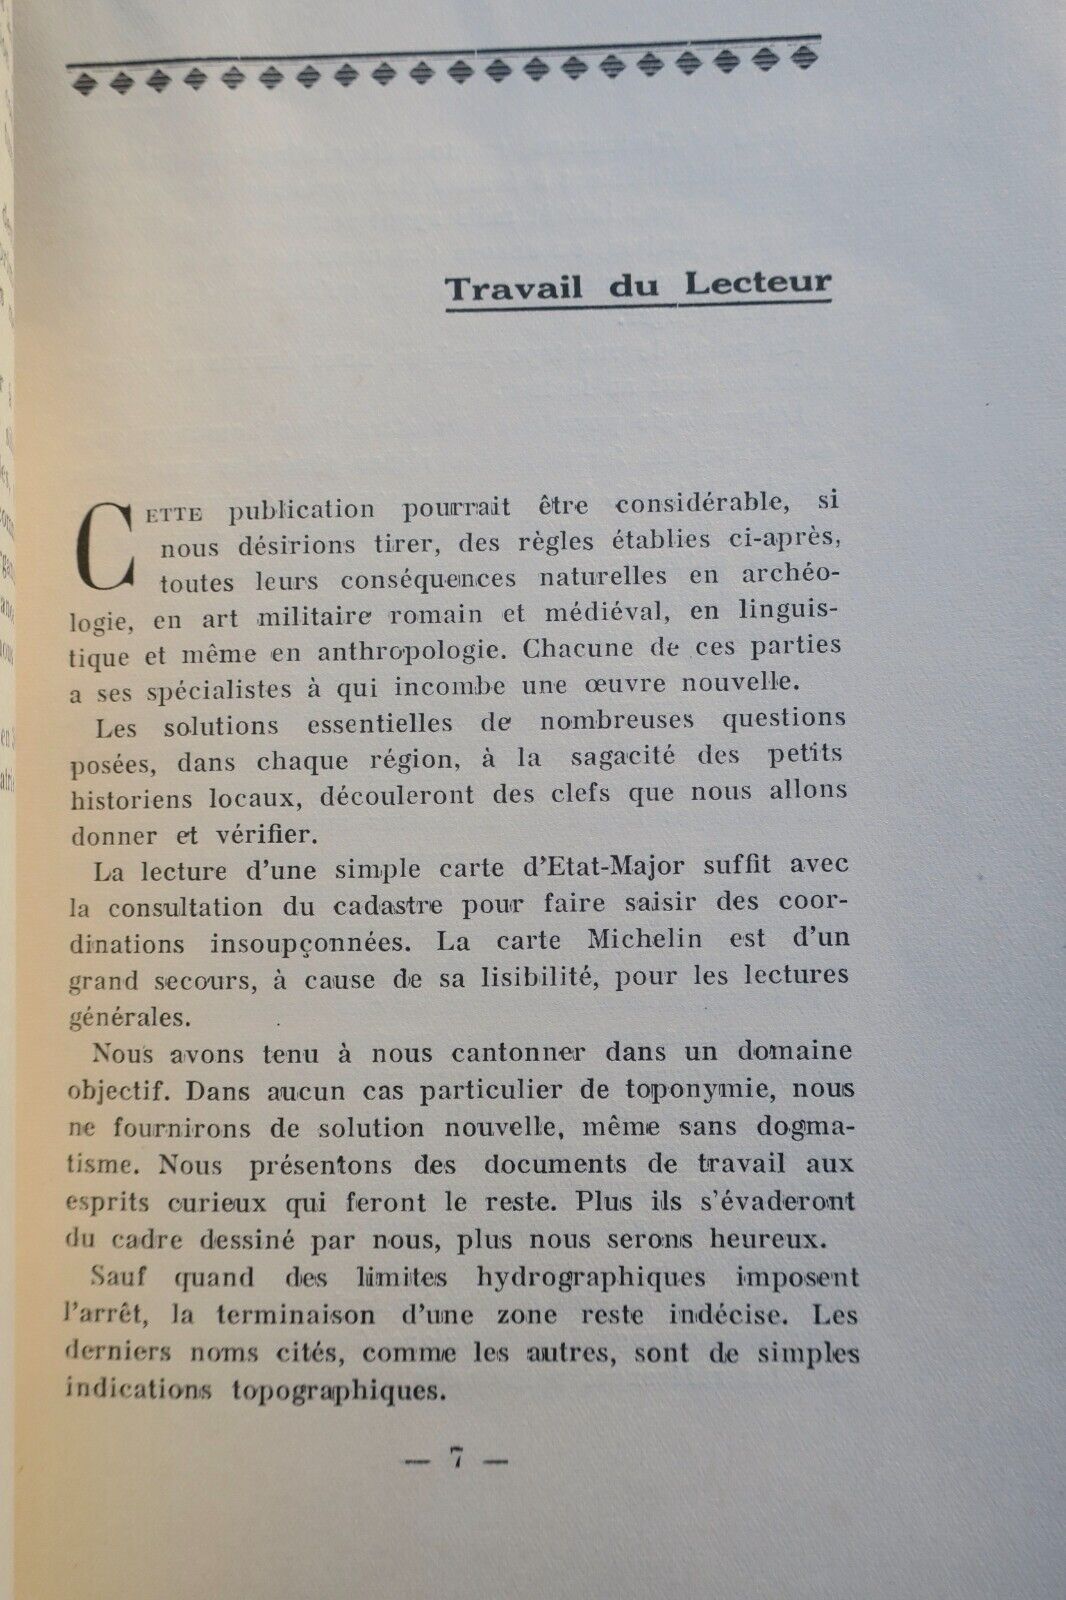 Travail du Lecteur
CETTE publication pourrait être considérable, si
nous désirions tirer, des règles établies ci-après,
toutes leurs conséquences naturelles en archéo-
logie, en art militaire romain et médiéval, en linguis-
tique et même en anthropologie. Chacune de ces parties
a ses spécialistes à qui incombe une œuvre nouvelle.
Les solutions essentielles de nombreuses questions
posées, dans chaque région, à la sagacité des petits
historiens locaux, découleront des clefs que nous allons
donner et vérifier.
La lecture d'une simple carte d'Etat-Major suffit avec
la consultation du cadastre pour faire saisir des coor-
dinations insoupçonnées. La carte Michelin est d'un
grand secours, à cause de sa lisibilité, pour les lectures
générales.
Nous avons tenu à nous cantonner dans un domaine
objectif. Dans aucun cas particulier de toponymie, nous
ne fournirons de solution nouvelle, même sans dogma-
tisme. Nous présentons des documents de travail aux
esprits curieux qui feront le reste. Plus ils s'évaderont
du cadre dessiné par nous, plus nous serons heureux.
Sauf quand des limites hydrographiques imposent
l'arrêt, la terminaison d'une zone reste indécise. Les
derniers noms cités, comme les autres, sont de simples
indications topographiques.
— 7 —